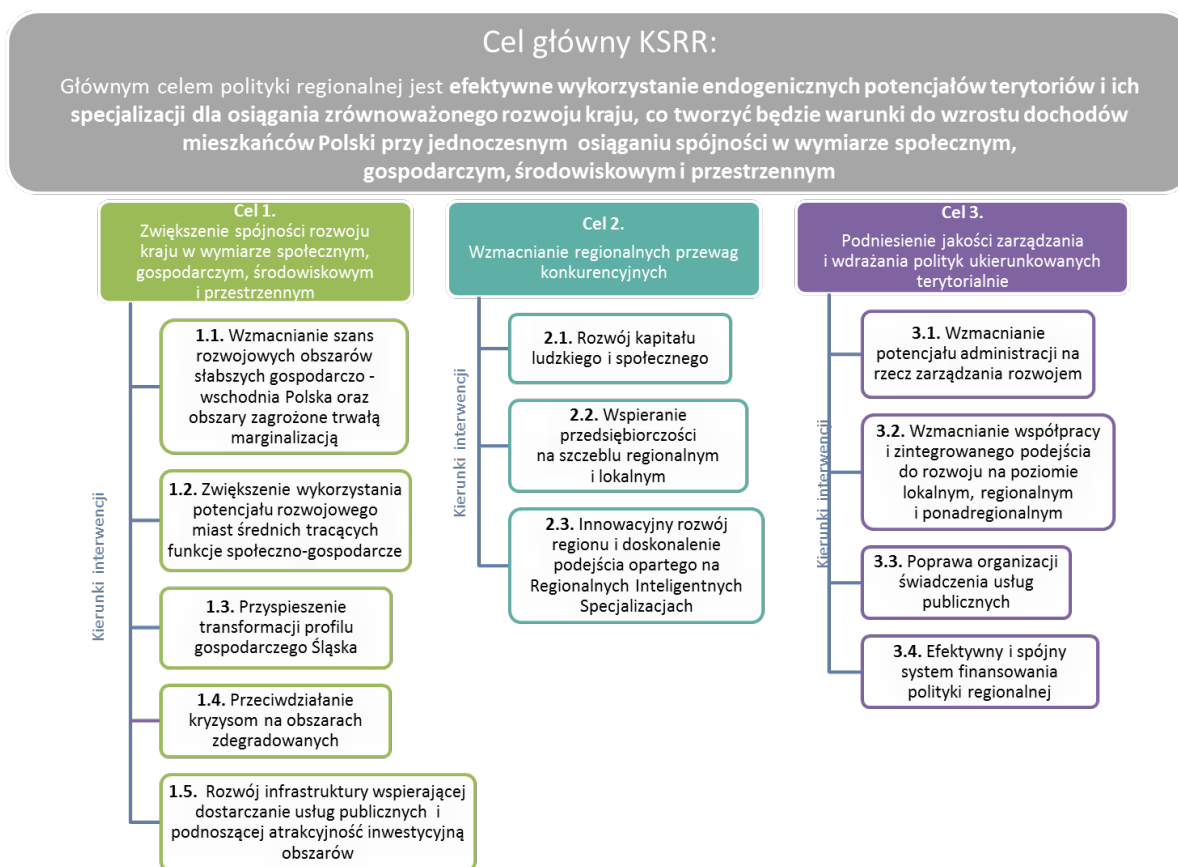 Cel główny KSRR:
Głównym celem polityki regionalnej jest efektywne wykorzystanie endogenicznych potencjałów terytoriów i ich
specjalizacji dla osiągania zrównoważonego rozwoju kraju, co tworzyć będzie warunki do wzrostu dochodów
mieszkańców Polski przy jednoczesnym osiąganiu spójności w wymiarze społecznym,
gospodarczym, środowiskowym i przestrzennym
Cel 1.
Zwiększenie spójności rozwoju
kraju w wymiarze społecznym,
gospodarczym, środowiskowym
i przestrzennym
Kierunki interwencji
1.1. Wzmacnianie szans
rozwojowych obszarów
słabszych gospodarczo -
wschodnia Polska oraz
obszary zagrożone trwałą
marginalizacją
1.2. Zwiększenie wykorzystania
potencjału rozwojowego
miast średnich tracących
funkcje społeczno-gospodarcze
1.3. Przyspieszenie
transformacji profilu
gospodarczego Śląska
1.4. Przeciwdziałanie
kryzysom na obszarach
zdegradowanych
1.5. Rozwój infrastruktury wspierającej
dostarczanie usług publicznych i
podnoszącej atrakcyjność inwestycyjną
obszarów
Cel 2.
Wzmacnianie regionalnych przewag
konkurencyjnych
Kierunki interwencji
2.1. Rozwój kapitału
ludzkiego i społecznego
2.2. Wspieranie
przedsiębiorczości
na szczeblu regionalnym
i lokalnym
2.3. Innowacyjny rozwój
regionu i doskonalenie
podejścia opartego na
Regionalnych Inteligentnych
Specjalizacjach
Cel 3.
Podniesienie jakości zarządzania
i wdrażania polityk ukierunkowanych
terytorialnie
Kierunki interwencji
3.1. Wzmacnianie
potencjału administracji na
rzecz zarządzania rozwojem
3.2. Wzmacnianie współpracy
i zintegrowanego podejścia
do rozwoju na poziomie
lokalnym, regionalnym
i ponadregionalnym
3.3. Poprawa organizacji
świadczenia usług
publicznych
3.4. Efektywny i spójny
system finansowania
polityki regionalnej